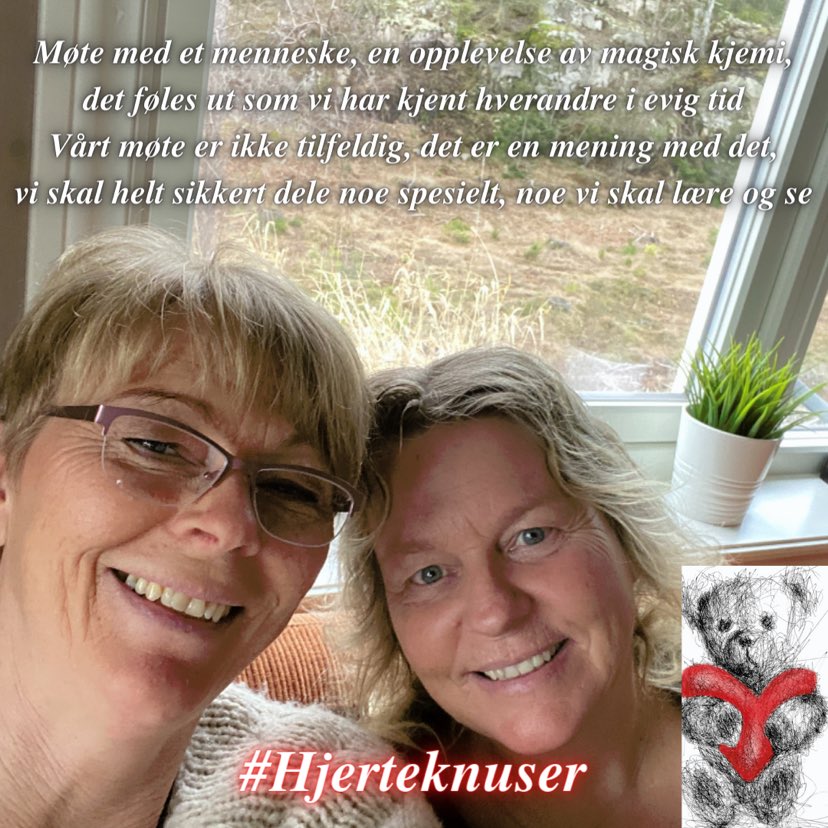 Møte med et menneske, en opplevelse av magisk kjemi,
det føles ut som vi har kjent hverandre i evig tid
Vårt møte er ikke tilfeldig, det er en mening med det,
vi skal helt sikkert dele noe spesielt, noe vi skal lære og se
#Hjerteknuser